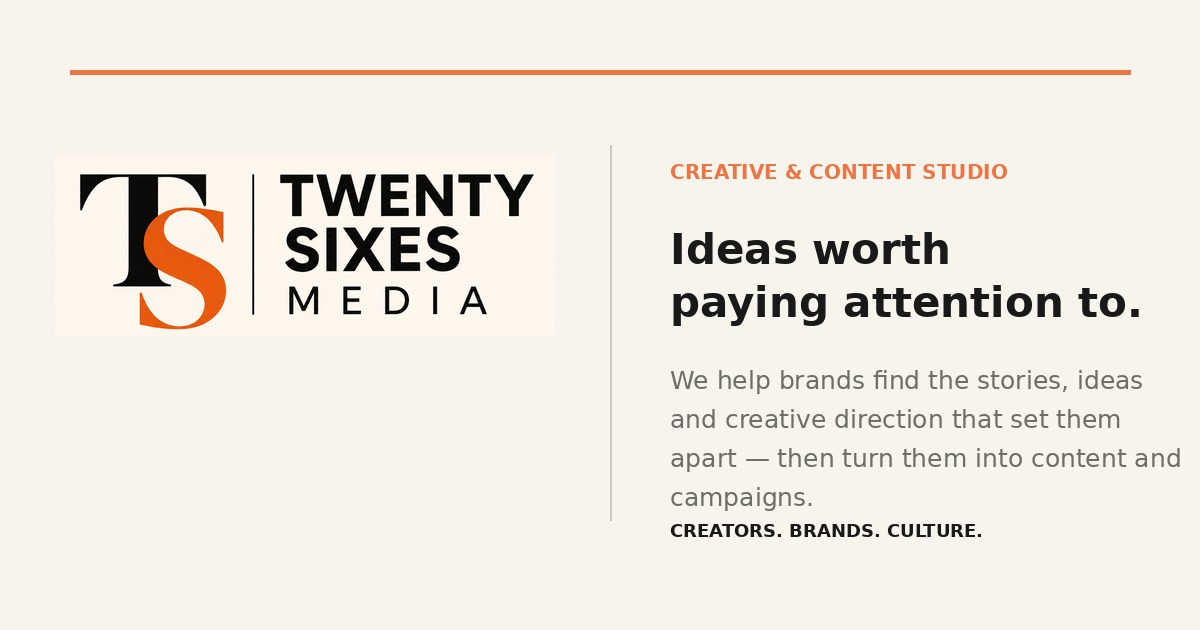 TS
TWENTY
SIXES
MEDIA
CREATIVE & CONTENT STUDIO
Ideas worth
paying attention to.
We help brands find the stories, ideas
and creative direction that set them
apart — then turn them into content and
campaigns.
CREATORS. BRANDS. CULTURE.